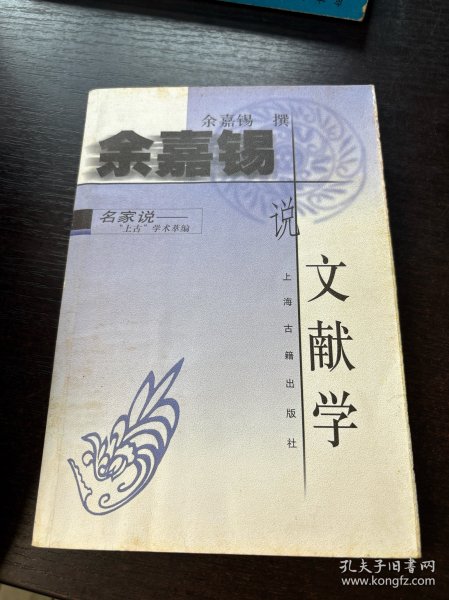 余嘉锡 撰
余嘉锡
说
文献学
名家说——
“上古”学术萃编
上海古籍出版社
孔夫子旧书网
www.kongfz.com